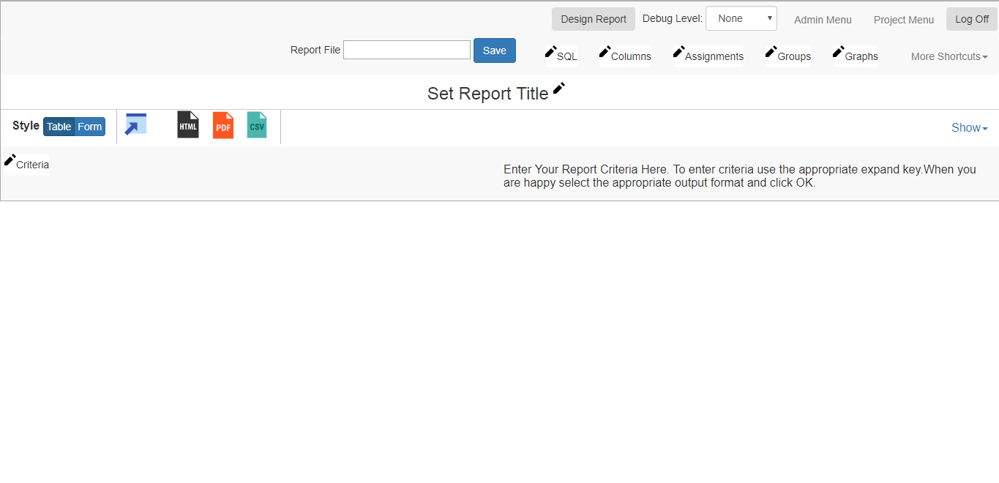 Design Report Debug Level: None Admin Menu Project Menu Log Off
Report File Save SQL Columns Assignments Groups Graphs More Shortcuts
Set Report Title
Style Table Form HTML PDF CSV Show
Criteria
Enter Your Report Criteria Here. To enter criteria use the appropriate expand key.When you
are happy select the appropriate output format and click OK.